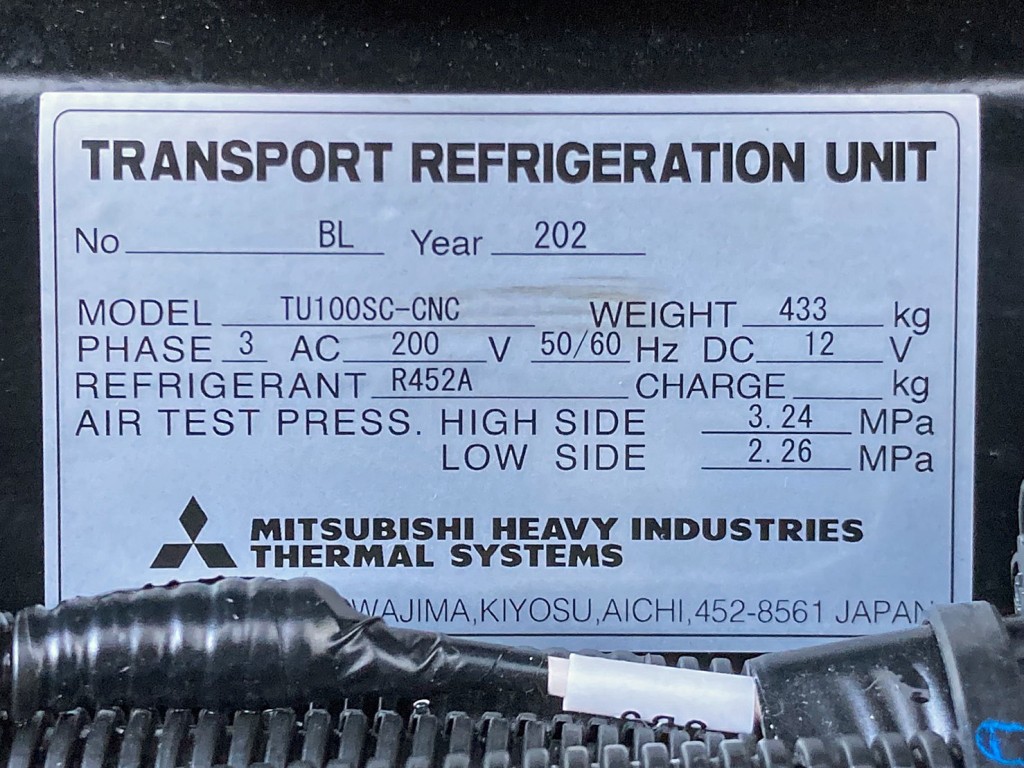 TRANSPORT REFRIGERATION UNIT
No BL Year 202
MODEL TU100SC-CNC WEIGHT 433 kg
PHASE 3 AC 200 V 50/60 Hz DC 12 V
REFRIGERANT R452A CHARGE kg
AIR TEST PRESS. HIGH SIDE 3.24 MPa
LOW SIDE 2.26 MPa
MITSUBISHI HEAVY INDUSTRIES
THERMAL SYSTEMS
WAJIMA,KIYOSU,AICHI,452-8561 JAPAN